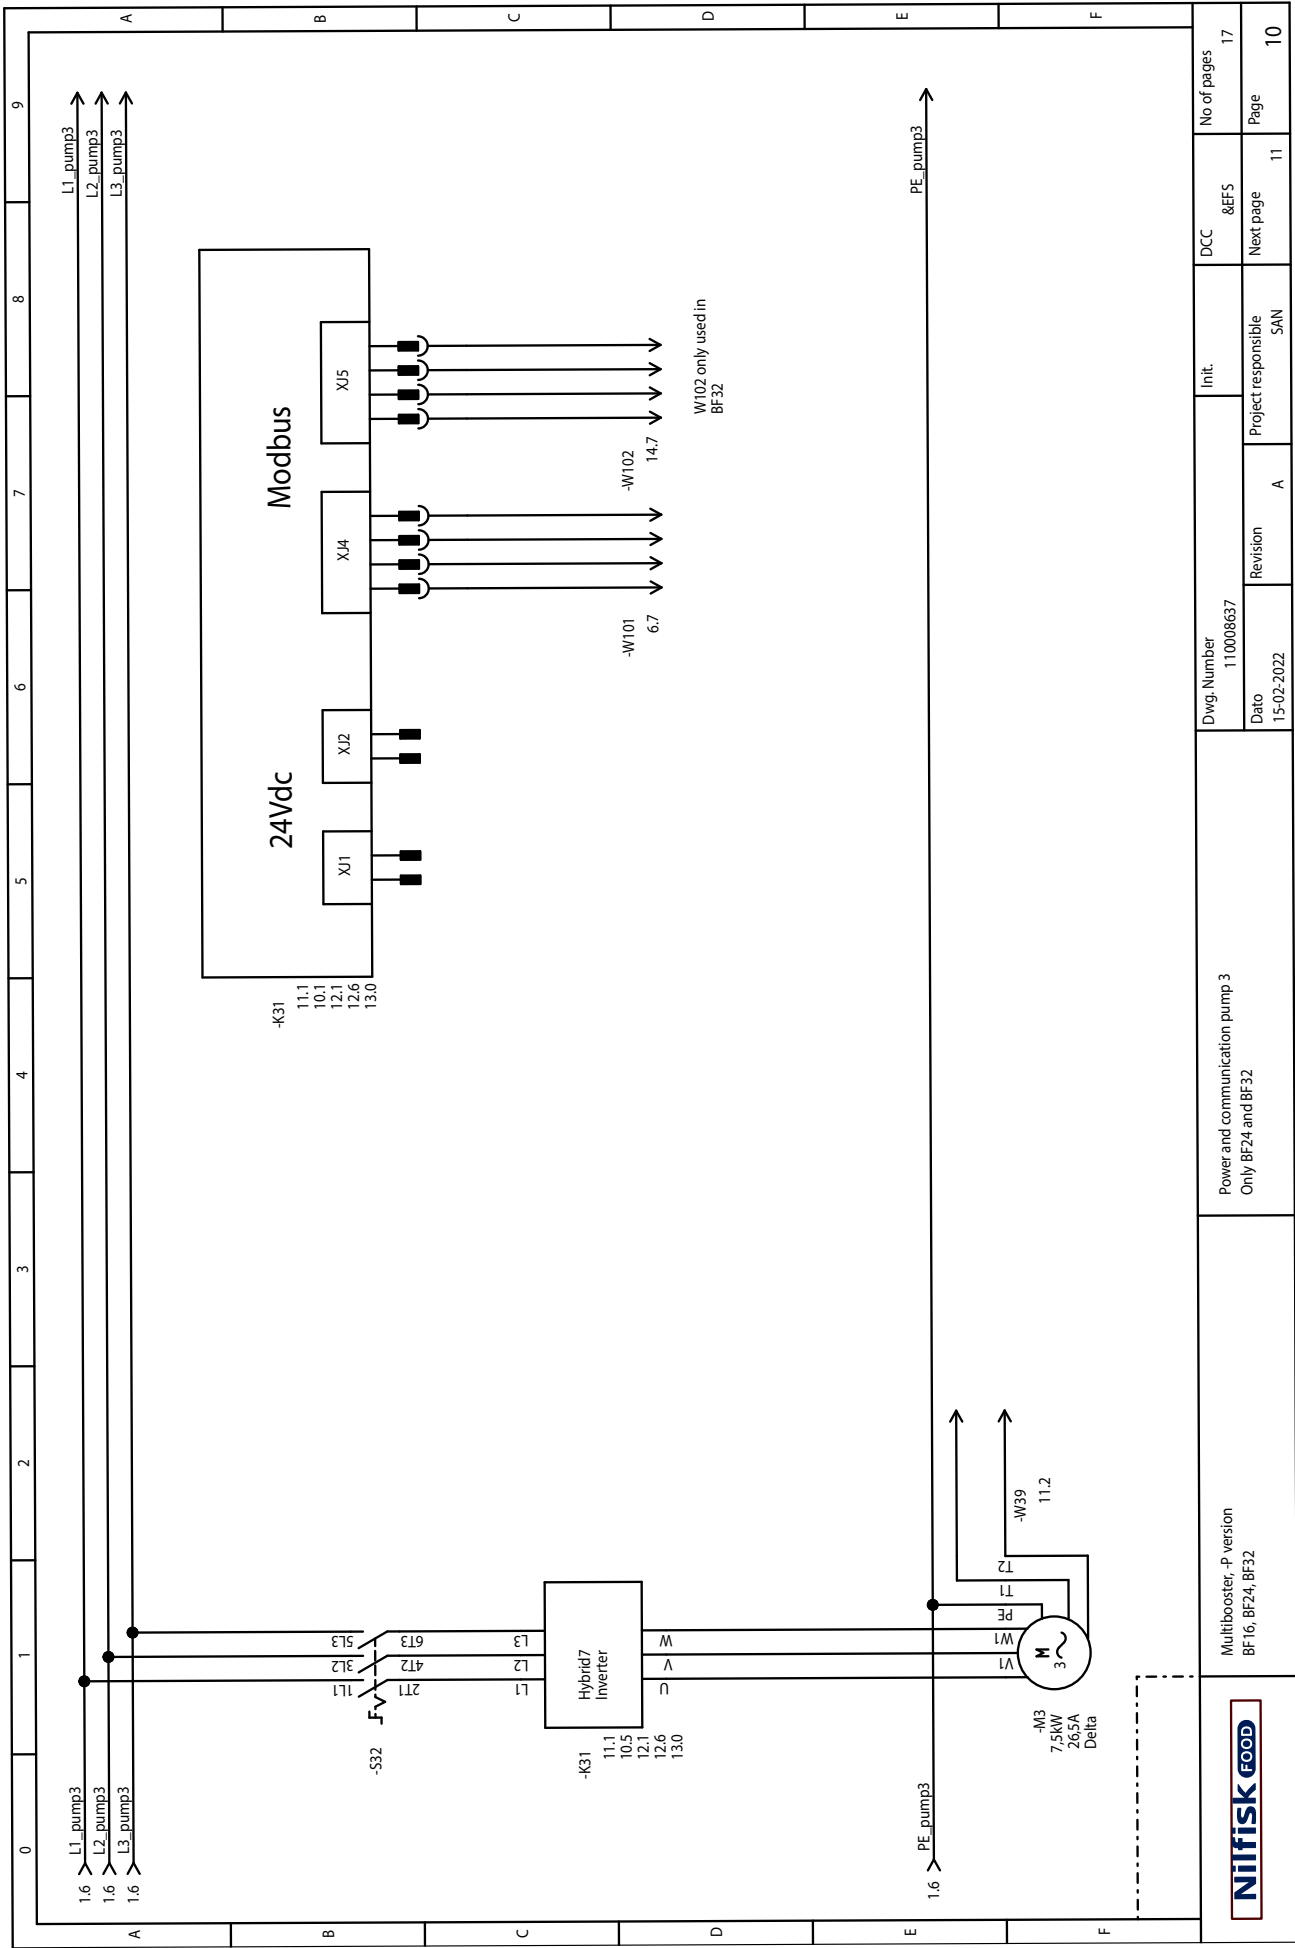 0 1 2 3 4 5 6 7 8 9
A
B
C
D
E
F
A
B
C
D
E
F
1.6 L1_pump3
1.6 L2_pump3
1.6 L3_pump3
L1_pump3
L2_pump3
L3_pump3
-S32
1L1 3L2 5L3
2T1 4T2 6T3
L1 L2 L3
Hybrid7
Inverter
-K31
11.1
10.5
12.1
12.6
13.0
U V W
1.6 PE_pump3
PE_pump3
V1 W1 PE T1 T2
M
3
-M3
7,5kW
26,5A
Delta
-W39
11.2
-K31
11.1
10.1
12.1
12.6
13.0
24Vdc
Modbus
XJ1
XJ2
XJ4
XJ5
-W101
6.7
-W102
14.7
W102 only used in
BF32
Nilfisk FOOD
Multibooster, -P version
BF16, BF24, BF32
Power and communication pump 3
Only BF24 and BF32
Dwg. Number
110008637
Init.
DCC
&EFS
No of pages
17
Dato
15-02-2022
Revision
A
Project responsible
SAN
Next page
11
Page
10